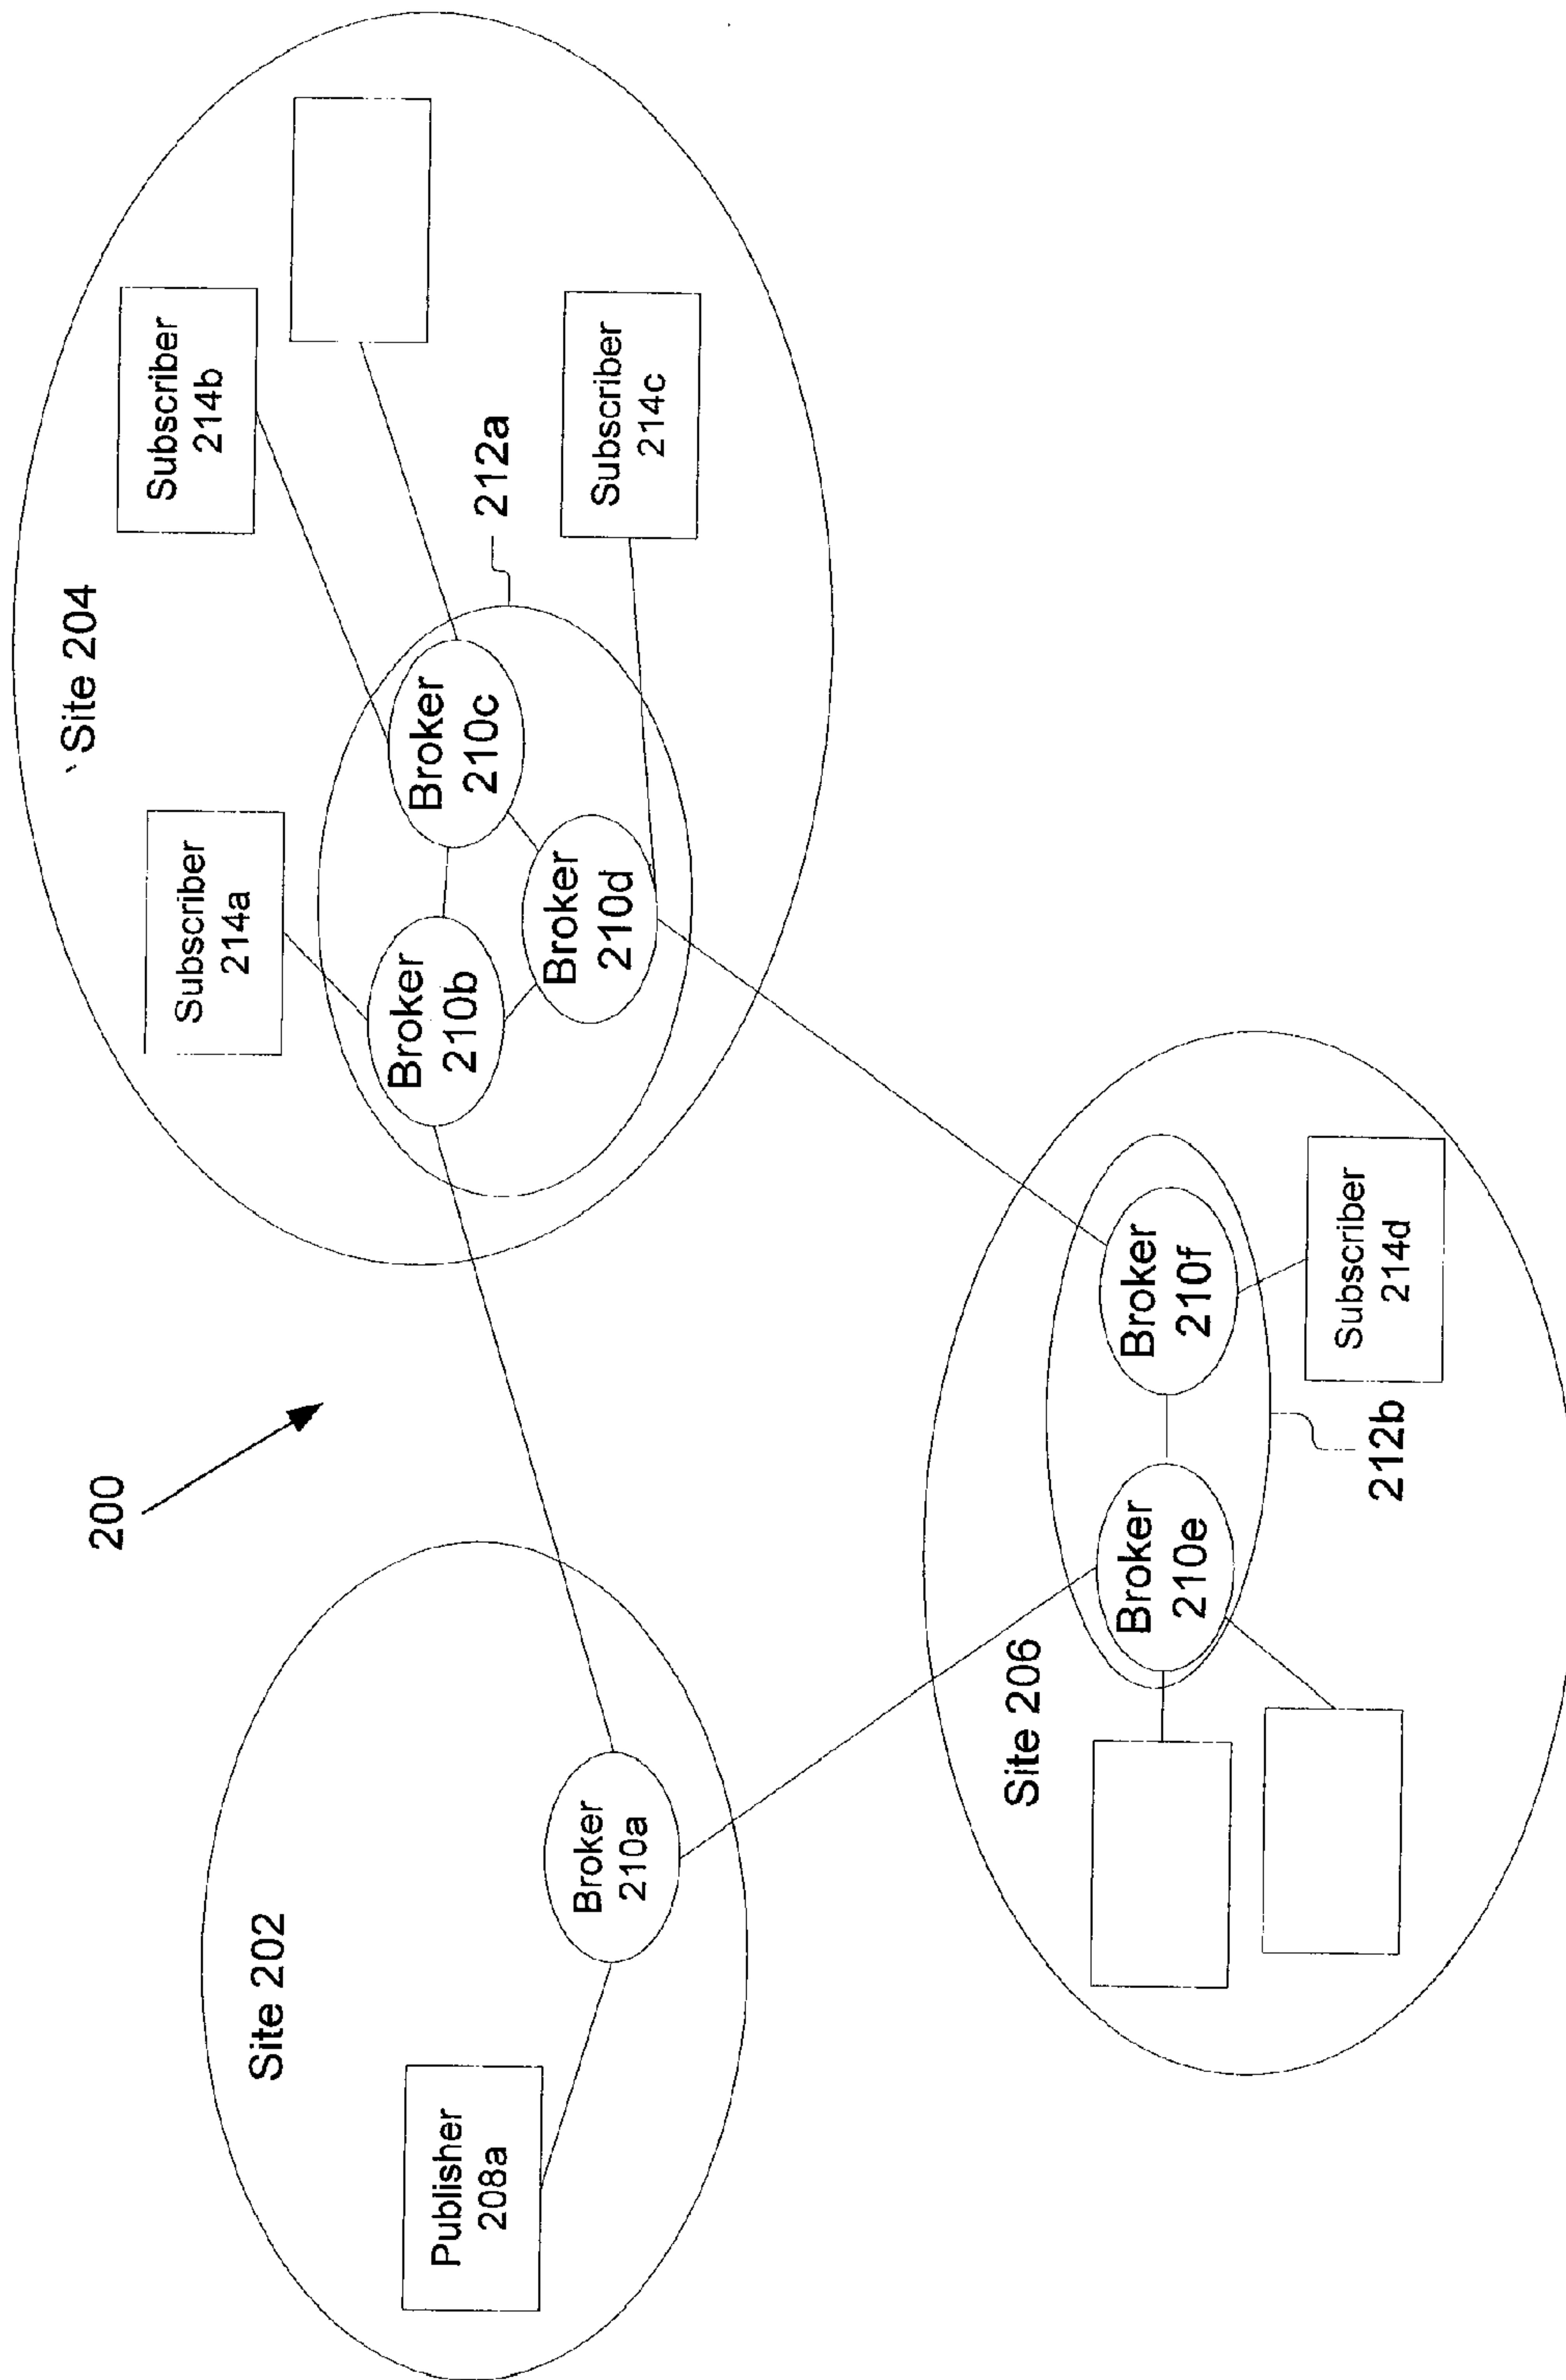 200
Site 202
Publisher
208a
Broker
210a
Site 204
Subscriber
214a
Subscriber
214b
Broker
210b
Broker
210c
Broker
210d
212a
Subscriber
214c
Site 206
Broker
210e
Broker
210f
212b
Subscriber
214d